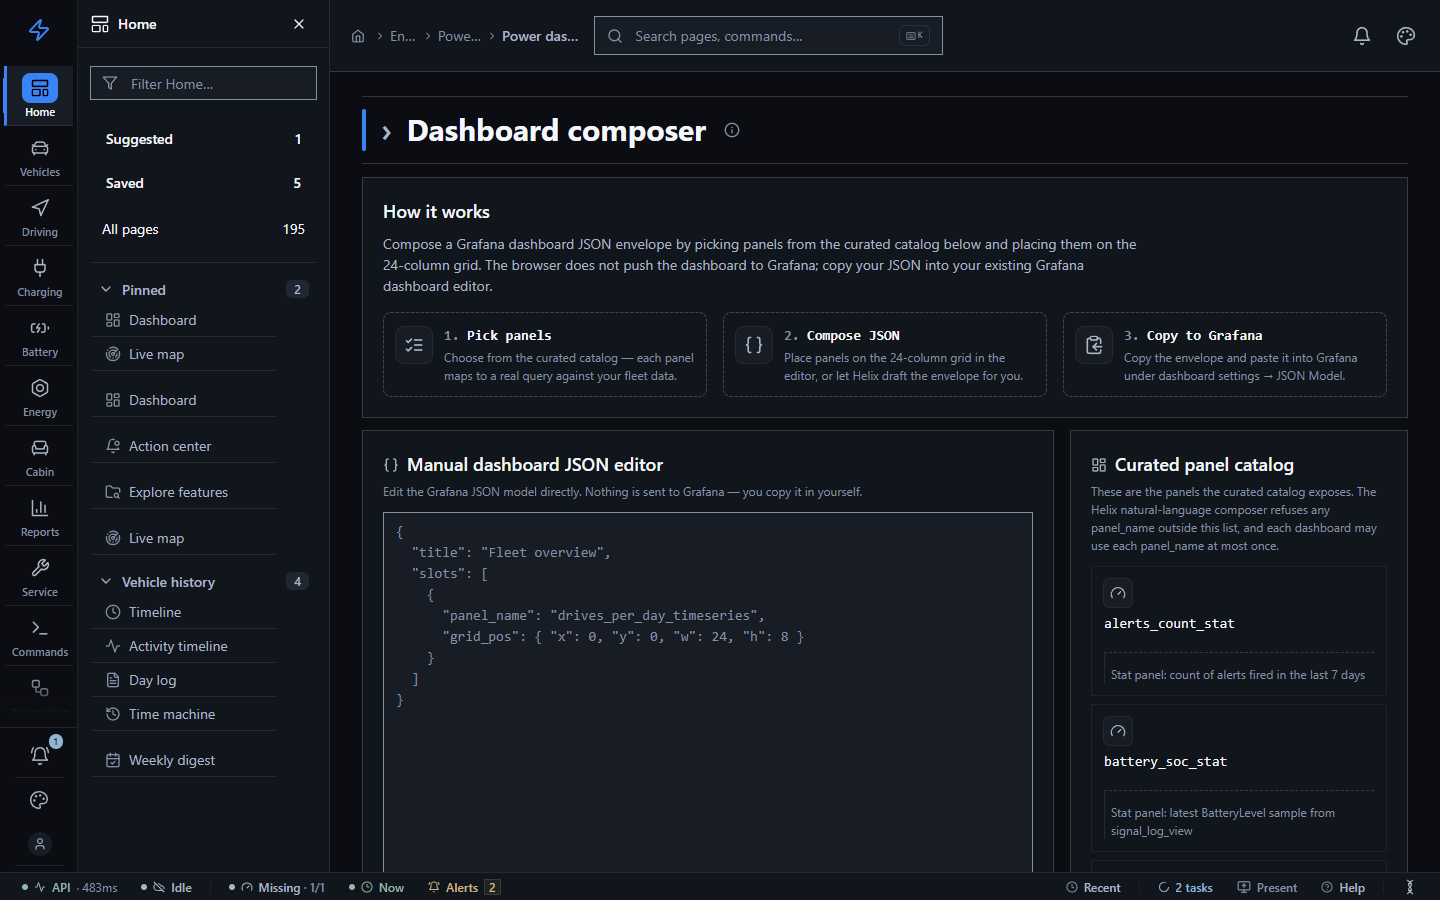 Home
Vehicles
Driving
Charging
Battery
Energy
Cabin
Reports
Service
Commands
1
Home
Filter Home...
Suggested 1
Saved 5
All pages 195
Pinned 2
Dashboard
Live map
Dashboard
Action center
Explore features
Live map
Vehicle history 4
Timeline
Activity timeline
Day log
Time machine
Weekly digest
En... Powe... Power das...
Search pages, commands... K
Dashboard composer
How it works
Compose a Grafana dashboard JSON envelope by picking panels from the curated catalog below and placing them on the
24-column grid. The browser does not push the dashboard to Grafana; copy your JSON into your existing Grafana
dashboard editor.
1. Pick panels
Choose from the curated catalog — each panel
maps to a real query against your fleet data.
2. Compose JSON
Place panels on the 24-column grid in the
editor, or let Helix draft the envelope for you.
3. Copy to Grafana
Copy the envelope and paste it into Grafana
under dashboard settings → JSON Model.
Manual dashboard JSON editor
Edit the Grafana JSON model directly. Nothing is sent to Grafana — you copy it in yourself.
{
"title": "Fleet overview",
"slots": [
{
"panel_name": "drives_per_day_timeseries",
"grid_pos": { "x": 0, "y": 0, "w": 24, "h": 8 }
}
]
}
Curated panel catalog
These are the panels the curated catalog exposes. The
Helix natural-language composer refuses any
panel_name outside this list, and each dashboard may
use each panel_name at most once.
alerts_count_stat
Stat panel: count of alerts fired in the last 7 days
battery_soc_stat
Stat panel: latest BatteryLevel sample from
signal_log_view
API · 483ms Idle Missing · 1/1 Now Alerts 2 Recent 2 tasks Present Help